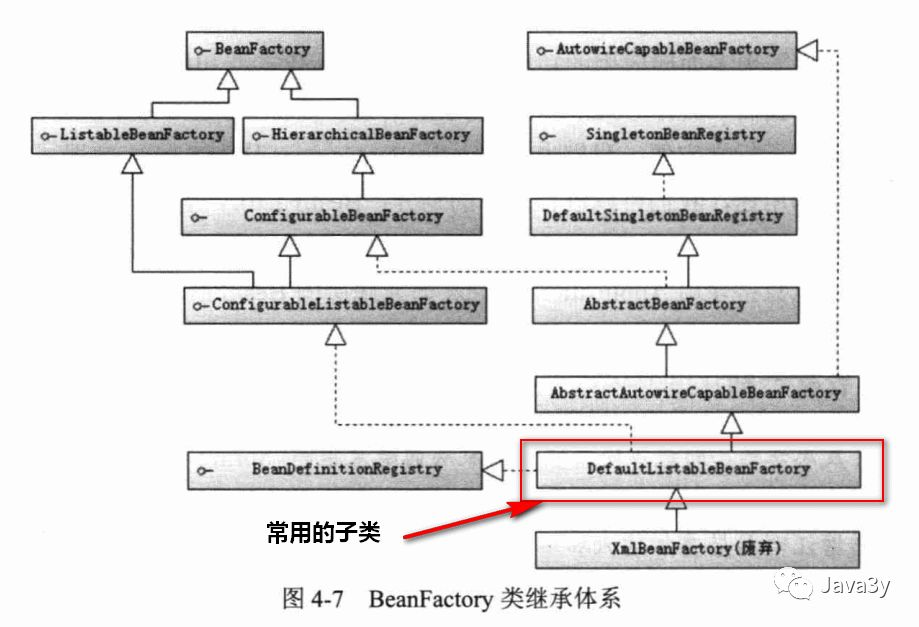 BeanFactory
AutowireCapableBeanFactory
ListableBeanFactory
HierarchicalBeanFactory
SingletonBeanRegistry
ConfigurableBeanFactory
DefaultSingletonBeanRegistry
ConfigurableListableBeanFactory
AbstractBeanFactory
AbstractAutowireCapableBeanFactory
BeanDefinitionRegistry
DefaultListableBeanFactory
常用的子类
XmlBeanFactory(废弃)
Java3y
图 4-7 BeanFactory 类继承体系